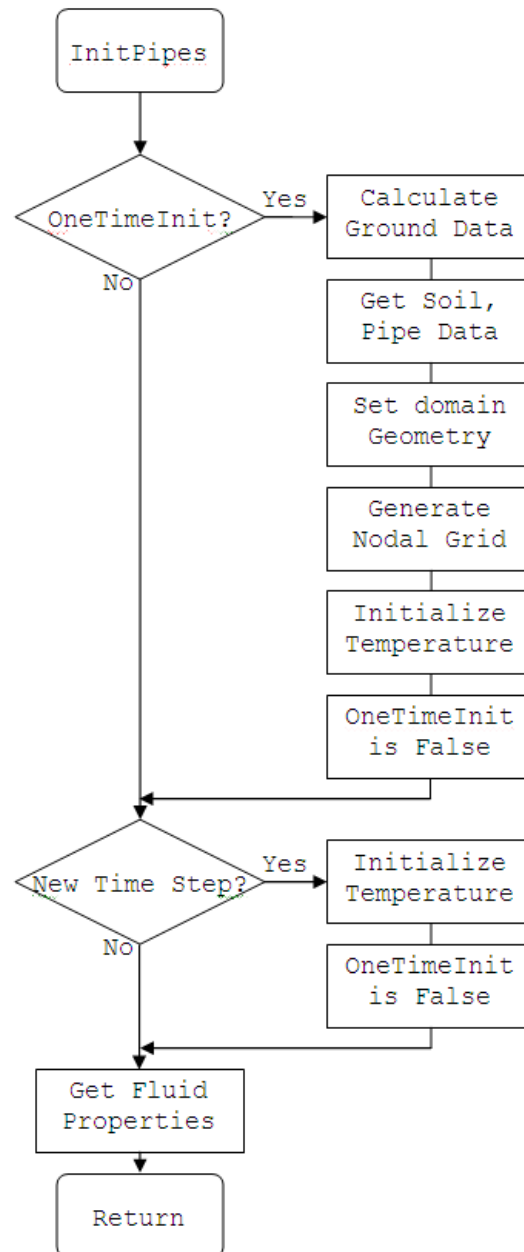 InitPipes
OneTimeInit?
Yes
No
Calculate
Ground Data
Get Soil,
Pipe Data
Set domain
Geometry
Generate
Nodal Grid
Initialize
Temperature
OneTimeInit
is False
New Time Step?
Yes
No
Initialize
Temperature
OneTimeInit
is False
Get Fluid
Properties
Return